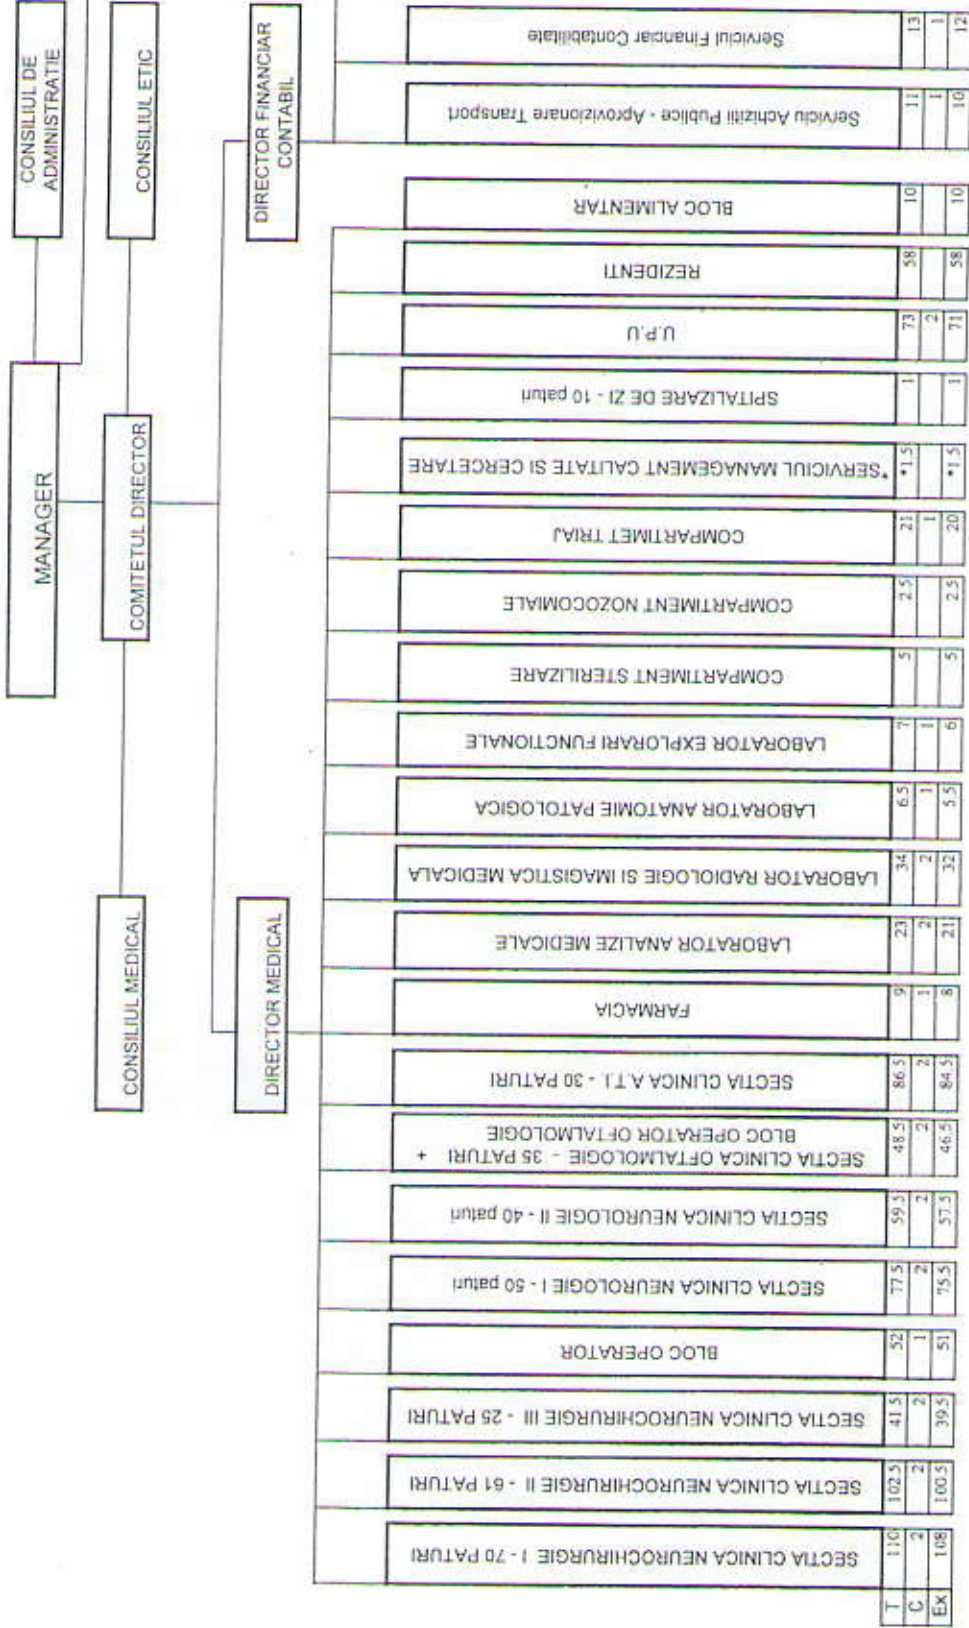 CONSILIUL DE
ADMINISTRATIE
MANAGER
CONSILIUL ETIC
COMITETUL DIRECTOR
CONSILIUL MEDICAL
DIRECTOR FINANCIAR
CONTABIL
DIRECTOR MEDICAL
T
C
Ex
SECTIA CLINICA NEUROCHIRURGIE I - 70 PATURI
110
2
108
SECTIA CLINICA NEUROCHIRURGIE II - 61 PATURI
102.5
2
100.5
SECTIA CLINICA NEUROCHIRURGIE III - 25 PATURI
41.5
2
39.5
BLOC OPERATOR
52
1
51
SECTIA CLINICA NEUROLOGIE I - 50 paturi
77.5
2
75.5
SECTIA CLINICA NEUROLOGIE II - 40 paturi
59.5
2
57.5
SECTIA CLINICA OFTALMOLOGIE - 35 PATURI +
BLOC OPERATOR OFTALMOLOGIE
48.5
2
46.5
SECTIA CLINICA A.T.I. - 30 PATURI
86.5
2
84.5
FARMACIA
9
1
8
LABORATOR ANALIZE MEDICALE
23
2
21
LABORATOR RADIOLOGIE SI IMAGISTICA MEDICALA
34
2
32
LABORATOR ANATOMIE PATOLOGICA
6.5
1
5.5
LABORATOR EXPLORARI FUNCTIONALE
7
1
6
COMPARTIMENT STERILIZARE
5
5
COMPARTIMENT NOZOCOMIALE
2.5
2.5
COMPARTIMET TRIAJ
21
1
20
*SERVICIUL MANAGEMENT CALITATE SI CERCETARE
*1.5
*1.5
SPITALIZARE DE ZI - 10 paturi
1
1
U.P.U
73
2
71
REZIDENTI
58
58
BLOC ALIMENTAR
10
10
Serviciu Achizitii Publice - Aprovizionare Transport
11
1
10
Serviciul Financiar Contabilitate
13
1
12